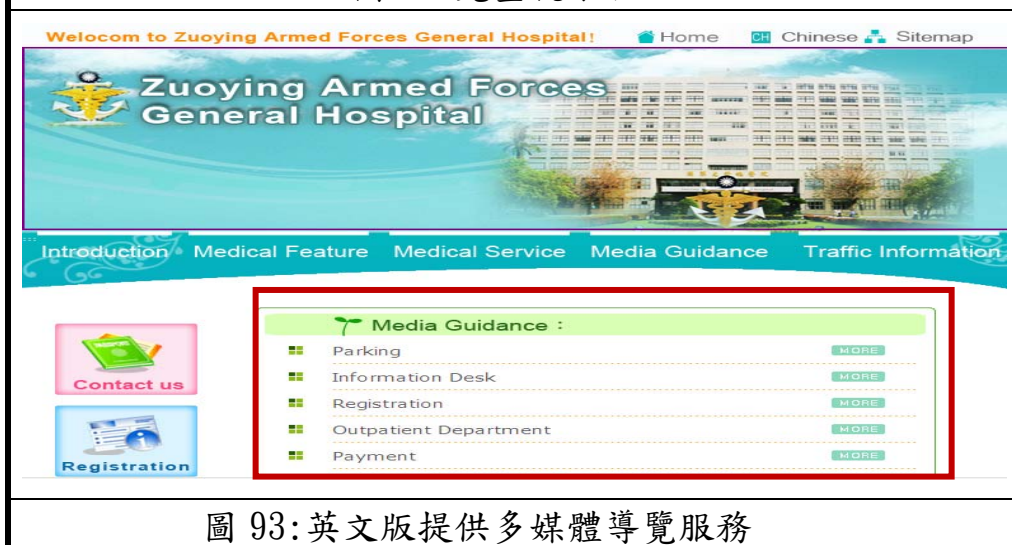 Welocom to Zuoying Armed Forces General Hospital! Home CH Chinese Sitemap
Zuoying Armed Forces
General Hospital
Introduction Medical Feature Medical Service Media Guidance Traffic Information
Media Guidance :
Parking MORE
Information Desk MORE
Registration MORE
Outpatient Department MORE
Payment MORE
Contact us
Registration
圖 93:英文版提供多媒體導覽服務